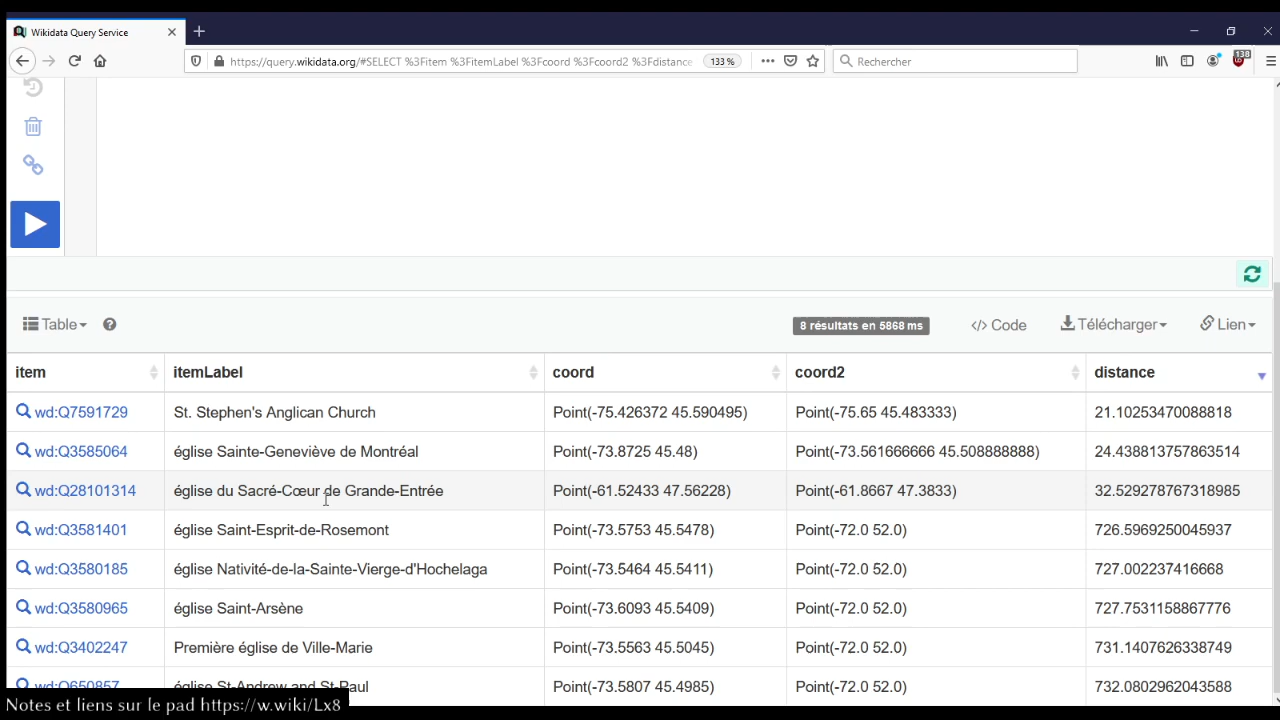 Wikidata Query Service
https://query.wikidata.org/#SELECT %3Fitem %3FitemLabel %3Fcoord %3Fcoord2 %3Fdistance
133 %
Rechercher
138
Table
8 résultats en 5868 ms
</> Code
Télécharger
Lien
item itemLabel coord coord2 distance
wd:Q7591729 St. Stephen's Anglican Church Point(-75.426372 45.590495) Point(-75.65 45.483333) 21.10253470088818
wd:Q3585064 église Sainte-Geneviève de Montréal Point(-73.8725 45.48) Point(-73.561666666 45.508888888) 24.438813757863514
wd:Q28101314 église du Sacré-Cœur de Grande-Entrée Point(-61.52433 47.56228) Point(-61.8667 47.3833) 32.529278767318985
wd:Q3581401 église Saint-Esprit-de-Rosemont Point(-73.5753 45.5478) Point(-72.0 52.0) 726.5969250045937
wd:Q3580185 église Nativité-de-la-Sainte-Vierge-d'Hochelaga Point(-73.5464 45.5411) Point(-72.0 52.0) 727.002237416668
wd:Q3580965 église Saint-Arsène Point(-73.6093 45.5409) Point(-72.0 52.0) 727.7531158867776
wd:Q3402247 Première église de Ville-Marie Point(-73.5563 45.5045) Point(-72.0 52.0) 731.1407626338749
wd:Q650857 église St-Andrew and St-Paul Point(-73.5807 45.4985) Point(-72.0 52.0) 732.0802962043588
Notes et liens sur le pad https://w.wiki/Lx8